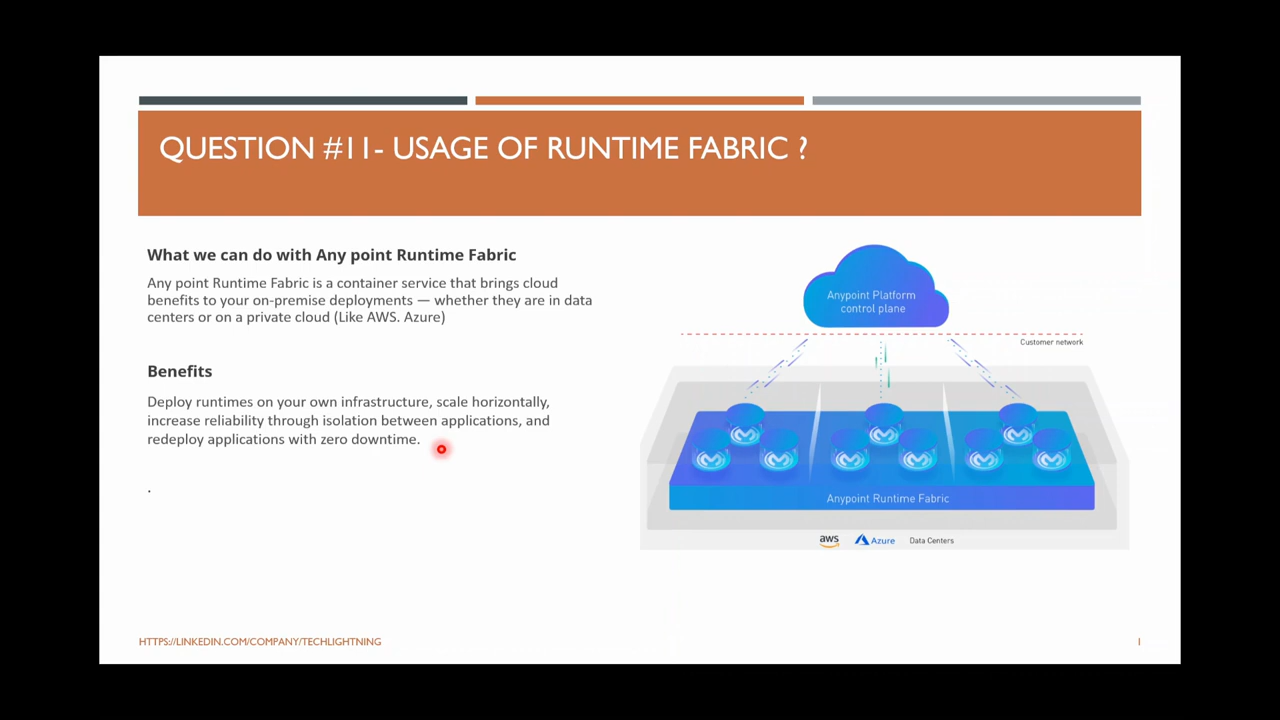 QUESTION #11- USAGE OF RUNTIME FABRIC ?
What we can do with Any point Runtime Fabric
Any point Runtime Fabric is a container service that brings cloud
benefits to your on-premise deployments — whether they are in data
centers or on a private cloud (Like AWS. Azure)
Benefits
Deploy runtimes on your own infrastructure, scale horizontally,
increase reliability through isolation between applications, and
redeploy applications with zero downtime.
.
Anypoint Platform
control plane
Customer network
Anypoint Runtime Fabric
aws Azure Data Centers
HTTPS://LINKEDIN.COM/COMPANY/TECHLIGHTNING
1